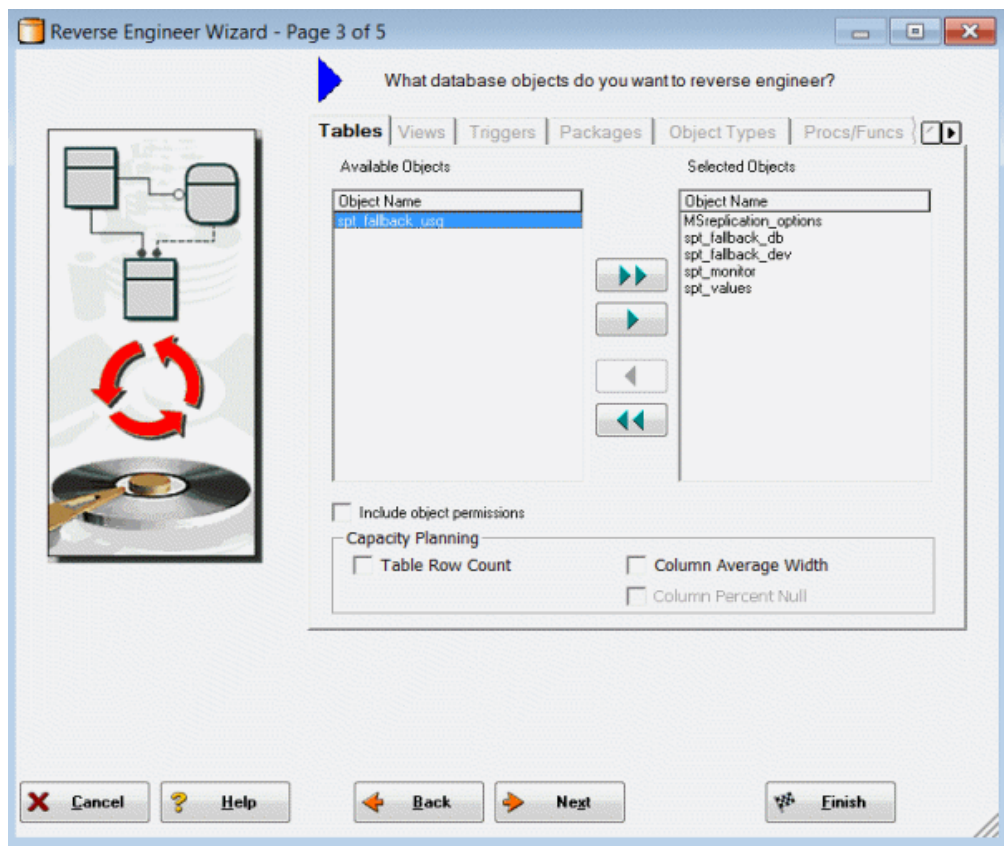 Reverse Engineer Wizard - Page 3 of 5
What database objects do you want to reverse engineer?
Tables Views Triggers Packages Object Types Procs/Funcs
Available Objects
Object Name
spt_fallback_usg
Selected Objects
Object Name
MSreplication_options
spt_fallback_db
spt_fallback_dev
spt_monitor
spt_values
Include object permissions
Capacity Planning
Table Row Count
Column Average Width
Column Percent Null
Cancel Help Back Next Finish